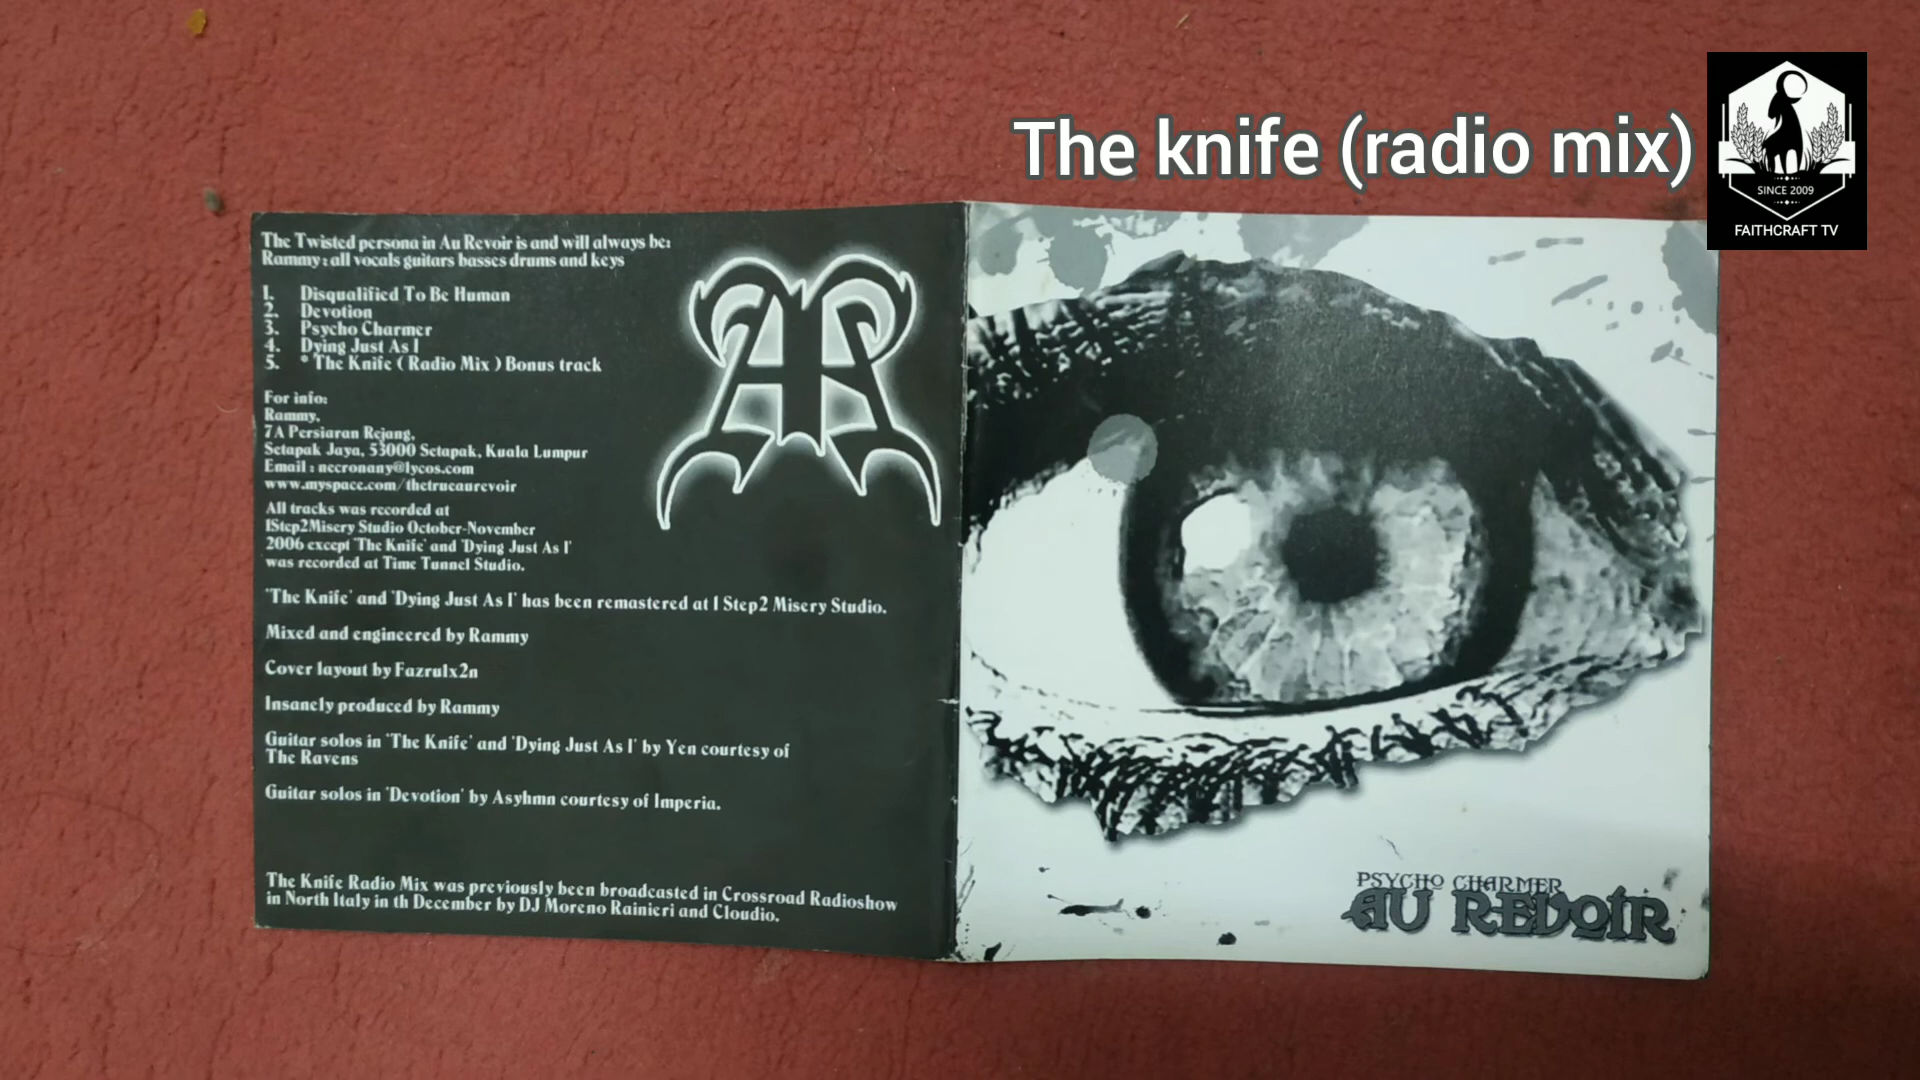 The knife (radio mix)
SINCE 2009
FAITHCRAFT TV
The Twisted persona in Au Revoir is and will always be:
Rammy: all vocals guitars basses drums and keys
1. Disqualified To Be Human
2. Devotion
3. Psycho Charmer
4. Dying Just As I
5. * The Knife ( Radio Mix ) Bonus track
For info:
Rammy,
7A Persiaran Rejang,
Setapak Jaya, 53000 Setapak, Kuala Lumpur
Email : necronany@lycos.com
www.myspace.com/thetrueaurevoir
All tracks was recorded at
1Step2Misery Studio October-November
2006 except 'The Knife' and 'Dying Just As I'
was recorded at Time Tunnel Studio.
'The Knife' and 'Dying Just As I' has been remastered at 1 Step2 Misery Studio.
Mixed and engineered by Rammy
Cover layout by Fazrulx2n
Insanely produced by Rammy
Guitar solos in 'The Knife' and 'Dying Just As I' by Yen courtesy of
The Ravens
Guitar solos in 'Devotion' by Asyhmn courtesy of Imperia.
The Knife Radio Mix was previously been broadcasted in Crossroad Radioshow
in North Italy in th December by DJ Moreno Rainieri and Cloudio.
PSYCHO CHARMER
AU REVOIR